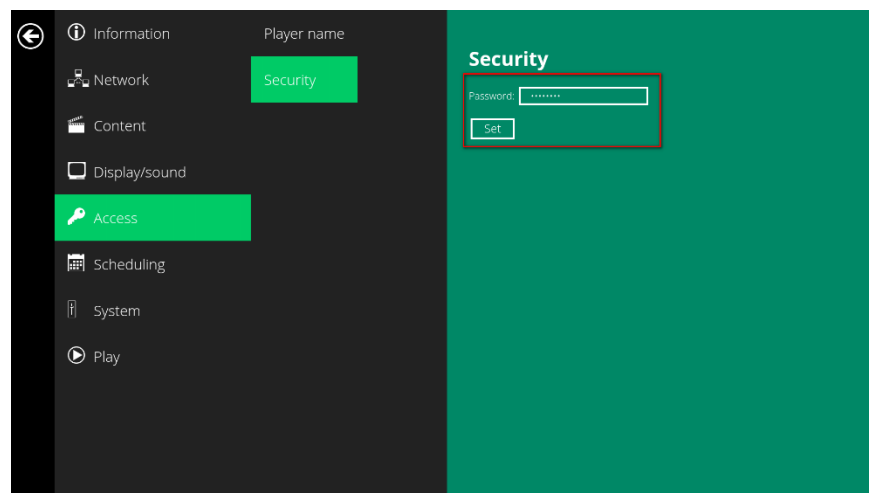 Information
Network
Content
Display/sound
Access
Scheduling
System
Play
Player name
Security
Security
Password: ········
Set